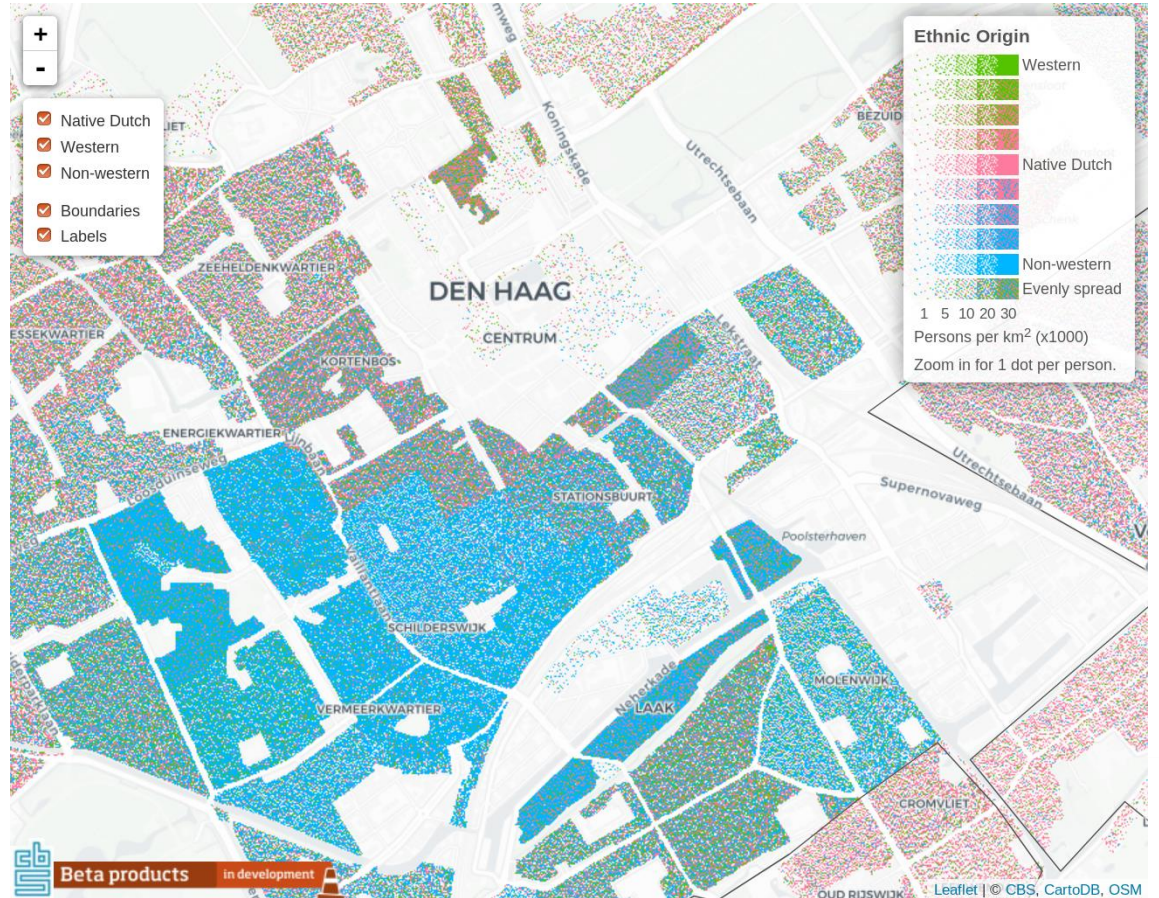 +
-
Native Dutch
Western
Non-western
Boundaries
Labels
Ethnic Origin
Western
Native Dutch
Non-western
Evenly spread
1 5 10 20 30
Persons per km2 (x1000)
Zoom in for 1 dot per person.
Koningskade
Utrechtsebaan
BEZUID
ZEEHELDENKWARTIER
DEN HAAG
CENTRUM
Lekstraat
ESSEKWARTIER
KORTENBOS
ENERGIEKWARTIER
Loosduinseweg
Lijnbaan
STATIONSBUURT
Utrechtsebaan
Supernovaweg
Poolsterhaven
Vaillantlaan
SCHILDERSWIJK
MOLENWIJK
Neherkade
LAAK
VERMEERKWARTIER
CROMVLIET
OUD RIJSWIJK
cbs
Beta products
in development
Leaflet | © CBS, CartoDB, OSM